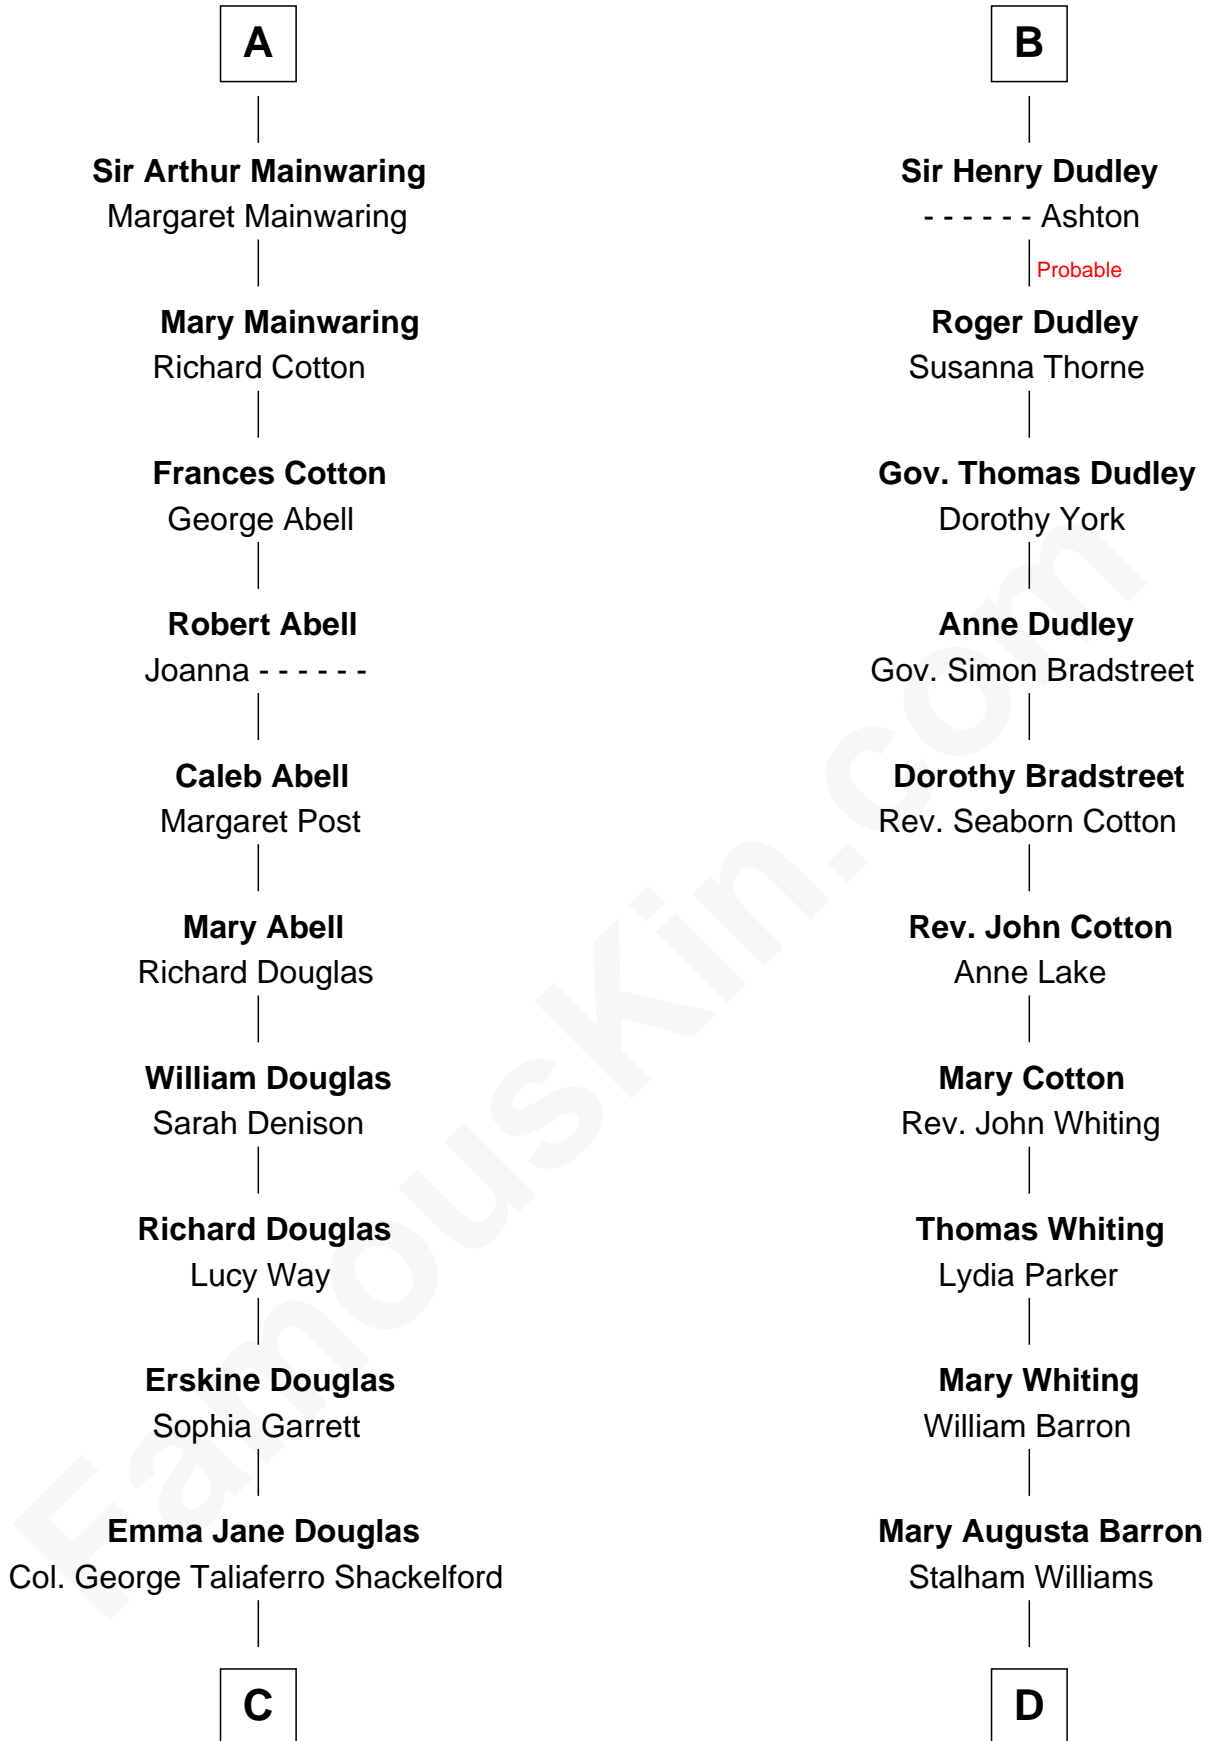 A
Sir Arthur Mainwaring
Margaret Mainwaring
Mary Mainwaring
Richard Cotton
Frances Cotton
George Abell
Robert Abell
Joanna - - - - - -
Caleb Abell
Margaret Post
Mary Abell
Richard Douglas
William Douglas
Sarah Denison
Richard Douglas
Lucy Way
Erskine Douglas
Sophia Garrett
Emma Jane Douglas
Col. George Taliaferro Shackelford
C
B
Sir Henry Dudley
- - - - - - Ashton
Probable
Roger Dudley
Susanna Thorne
Gov. Thomas Dudley
Dorothy York
Anne Dudley
Gov. Simon Bradstreet
Dorothy Bradstreet
Rev. Seaborn Cotton
Rev. John Cotton
Anne Lake
Mary Cotton
Rev. John Whiting
Thomas Whiting
Lydia Parker
Mary Whiting
William Barron
Mary Augusta Barron
Stalham Williams
D
FamousKin.com